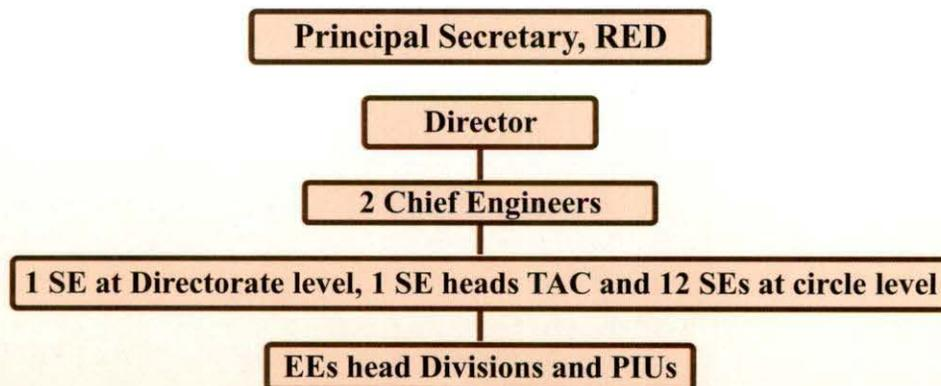 Principal Secretary, RED
Director
2 Chief Engineers
1 SE at Directorate level, 1 SE heads TAC and 12 SEs at circle level
EEs head Divisions and PIUs